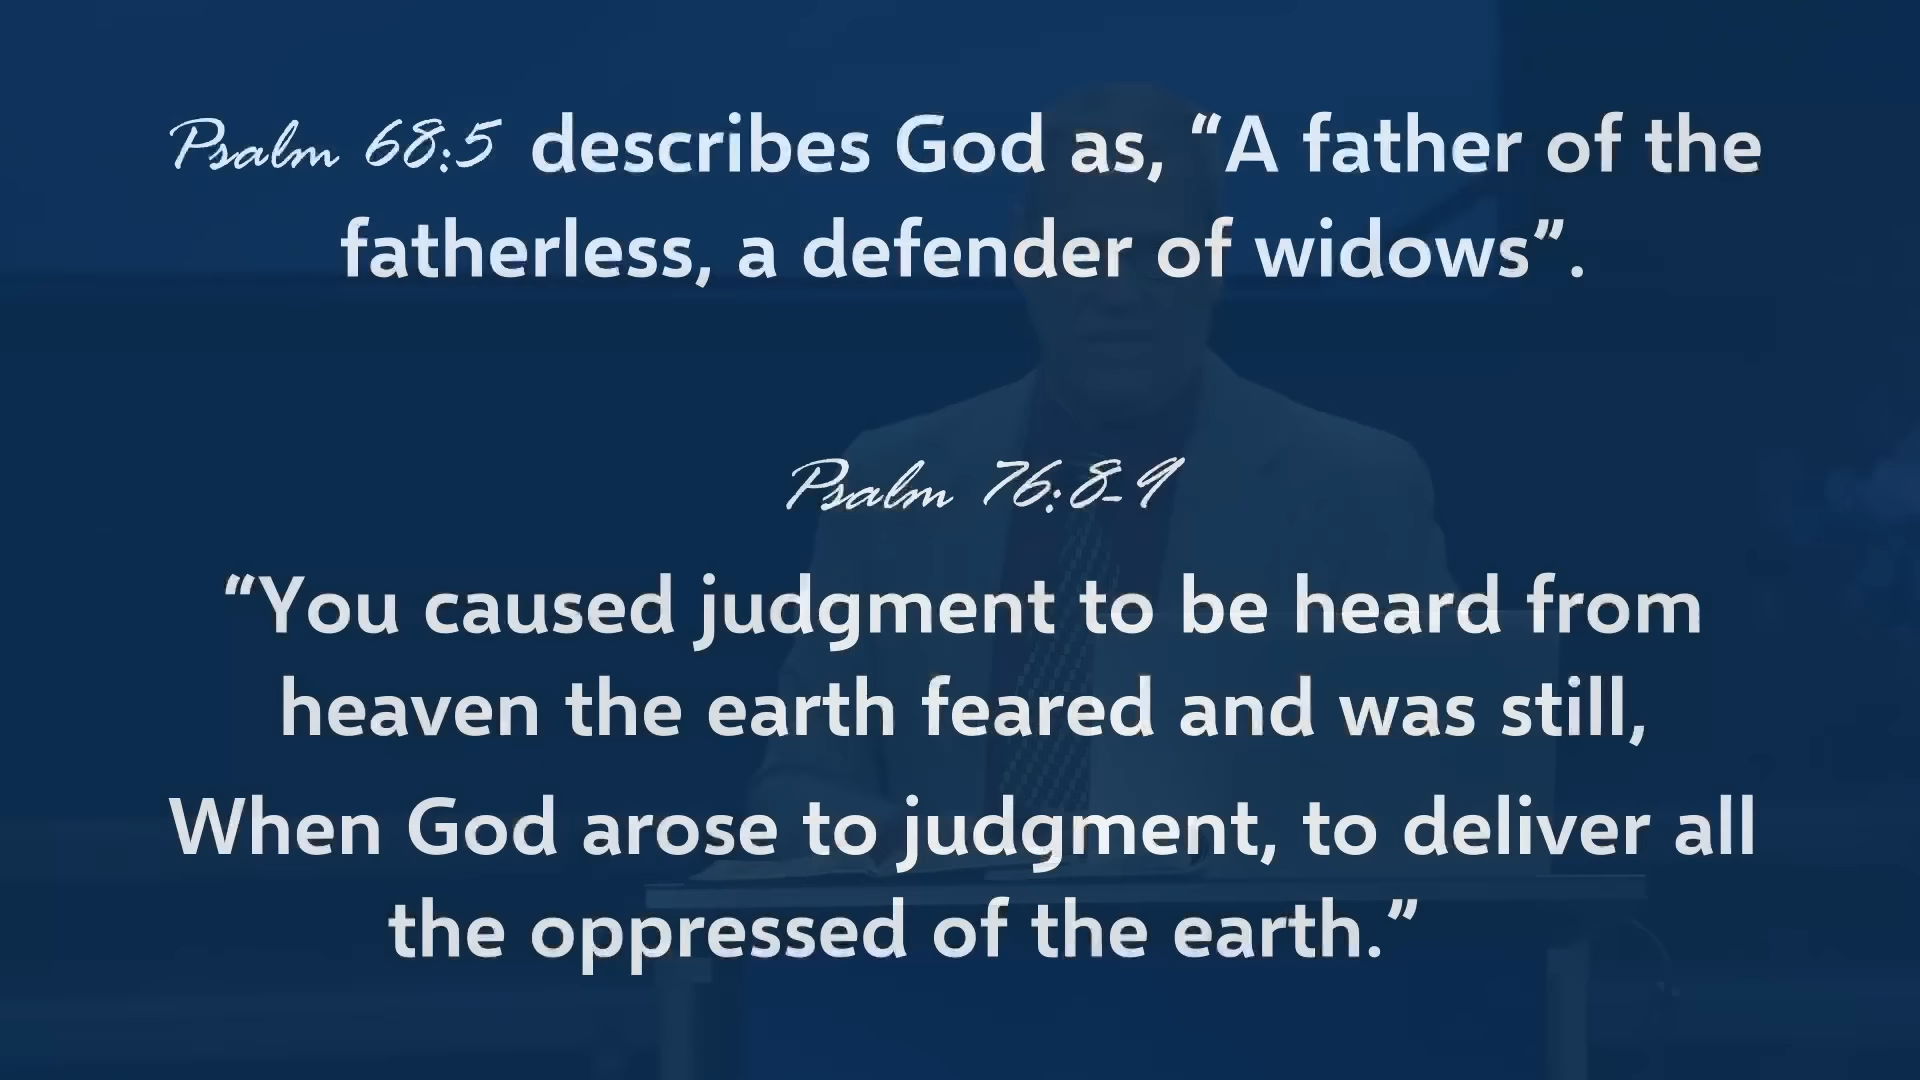 Psalm 68:5 describes God as, “A father of the
fatherless, a defender of widows”.
Psalm 76:8-9
“You caused judgment to be heard from
heaven the earth feared and was still,
When God arose to judgment, to deliver all
the oppressed of the earth.”